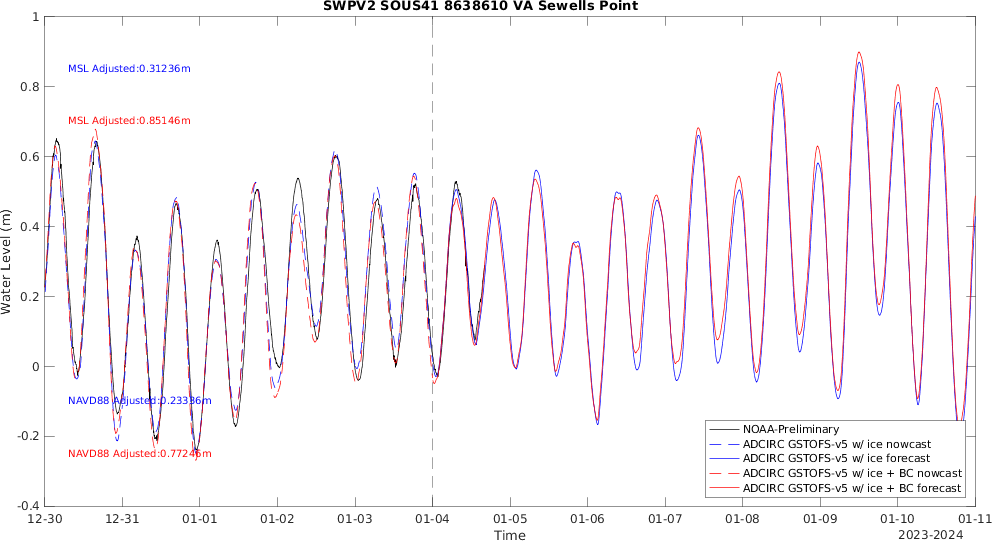 SWPV2 SOUS41 8638610 VA Sewells Point
1
0.8
0.6
0.4
0.2
0
-0.2
-0.4
Water Level (m)
MSL Adjusted:0.31236m
MSL Adjusted:0.85146m
NAVD88 Adjusted:0.23336m
NAVD88 Adjusted:0.77246m
NOAA-Preliminary
ADCIRC GSTOFS-v5 w/ ice nowcast
ADCIRC GSTOFS-v5 w/ ice forecast
ADCIRC GSTOFS-v5 w/ ice + BC nowcast
ADCIRC GSTOFS-v5 w/ ice + BC forecast
12-30 12-31 01-01 01-02 01-03 01-04 01-05 01-06 01-07 01-08 01-09 01-10 01-11
Time
2023-2024